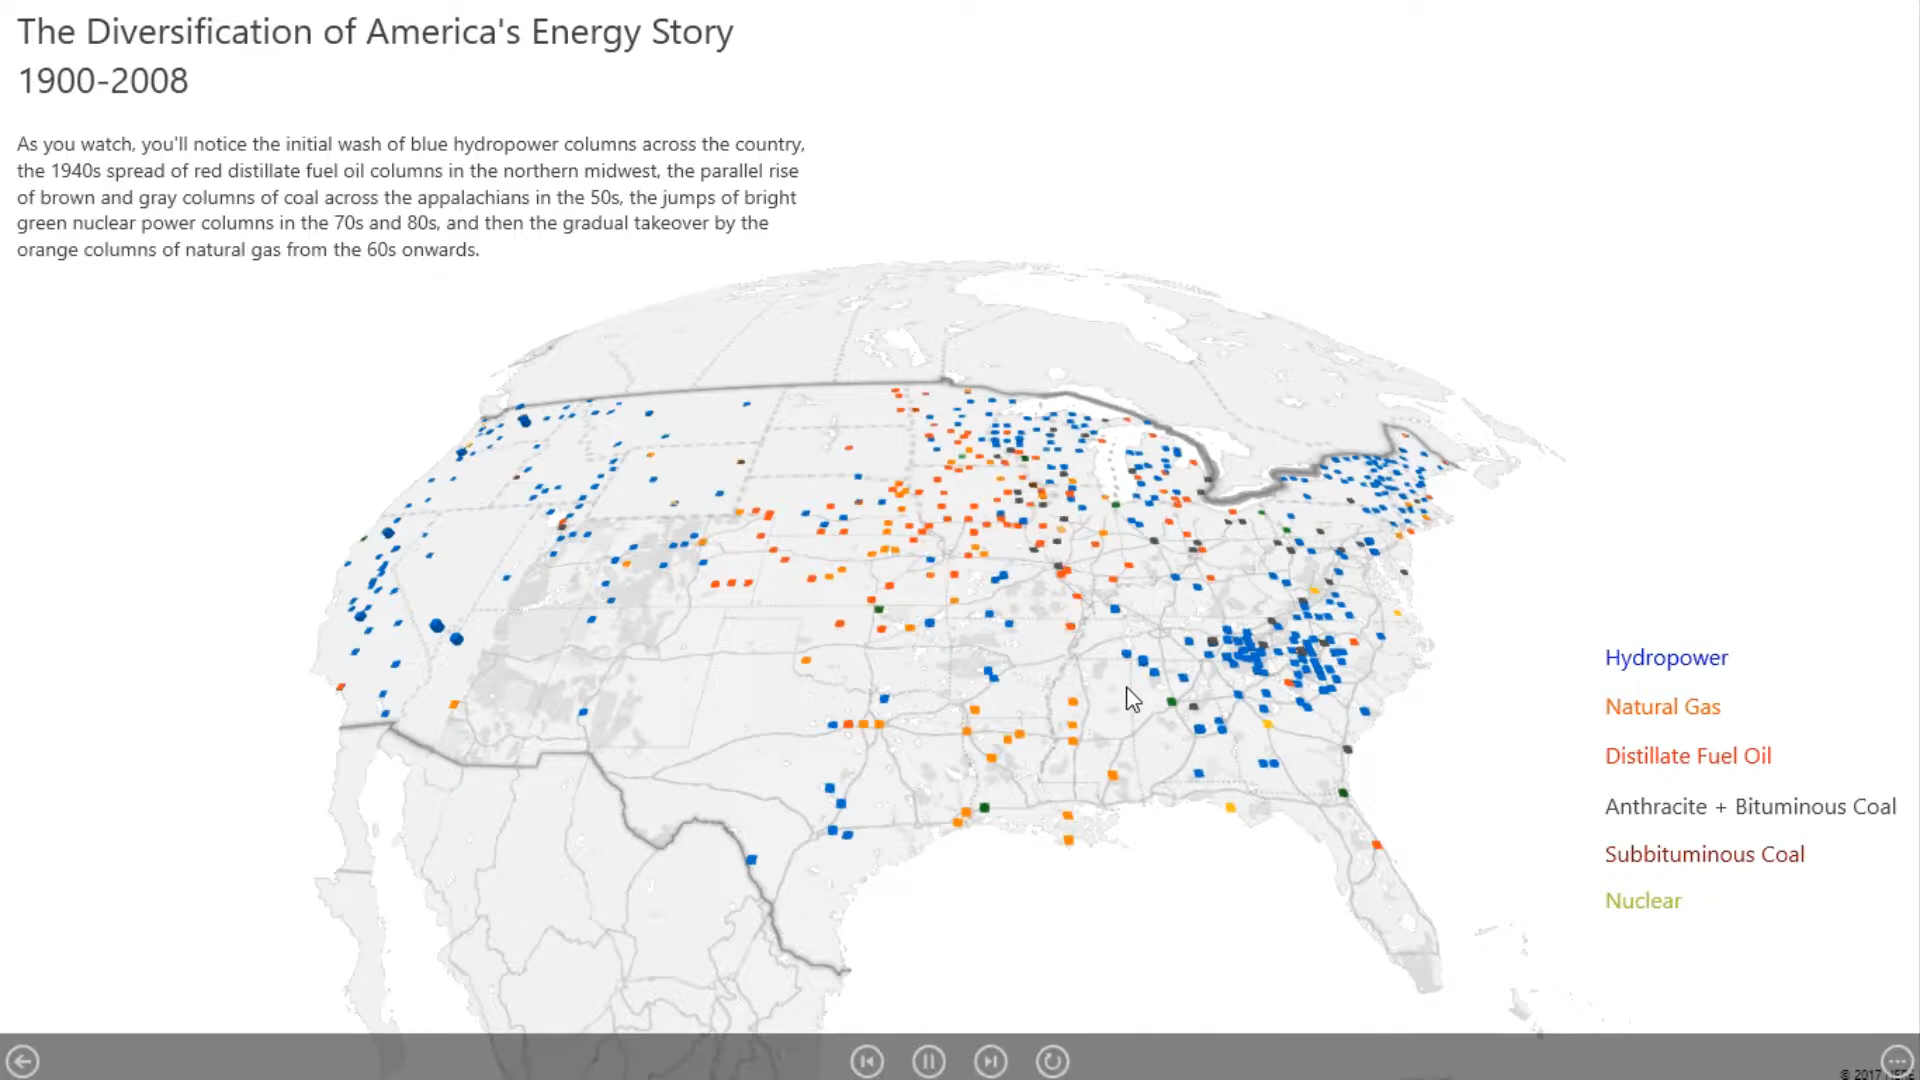 The Diversification of America's Energy Story
1900-2008
As you watch, you'll notice the initial wash of blue hydropower columns across the country,
the 1940s spread of red distillate fuel oil columns in the northern midwest, the parallel rise
of brown and gray columns of coal across the appalachians in the 50s, the jumps of bright
green nuclear power columns in the 70s and 80s, and then the gradual takeover by the
orange columns of natural gas from the 60s onwards.
Hydropower
Natural Gas
Distillate Fuel Oil
Anthracite + Bituminous Coal
Subbituminous Coal
Nuclear
© 2017 HERE